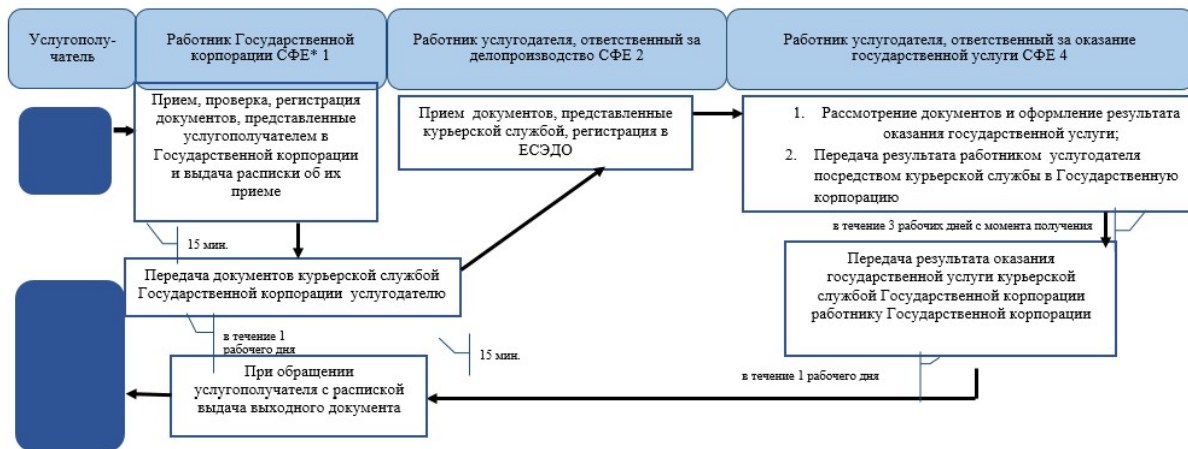 Услугополу-
чатель
Работник Государственной
корпорации СФЕ* 1
Работник услугодателя, ответственный за
делопроизводство СФЕ 2
Работник услугодателя, ответственный за оказание
государственной услуги СФЕ 4
Прием, проверка, регистрация
документов, представленные
услугополучателем в
Государственной корпорации
и выдача расписки об их
приеме
Прием документов, представленные
курьерской службой, регистрация в
ЕСЭДО
1. Рассмотрение документов и оформление результата
оказания государственной услуги;
2. Передача результата работником услугодателя
посредством курьерской службы в Государственную
корпорацию
15 мин.
в течение 3 рабочих дней с момента получения
Передача документов курьерской службой
Государственной корпорации услугодателю
Передача результата оказания
государственной услуги курьерской
службой Государственной корпорации
работнику Государственной корпорации
в течение 1
рабочего дня
15 мин.
в течение 1 рабочего дня
При обращении
услугополучателя с распиской
выдача выходного документа